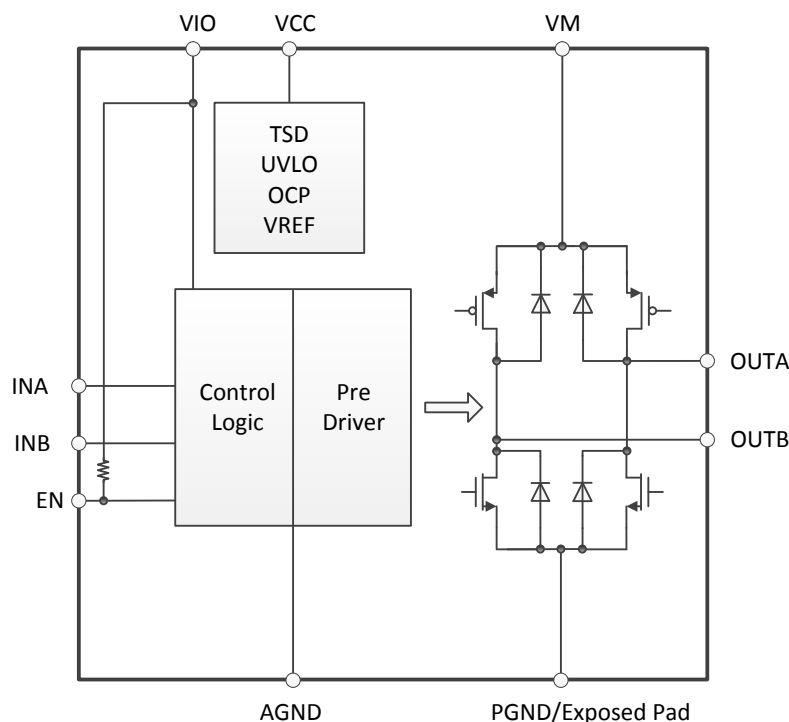 VIO
VCC
VM
TSD
UVLO
OCP
VREF
OUTA
INA
Control
Logic
Pre
Driver
INB
OUTB
EN
AGND
PGND/Exposed Pad